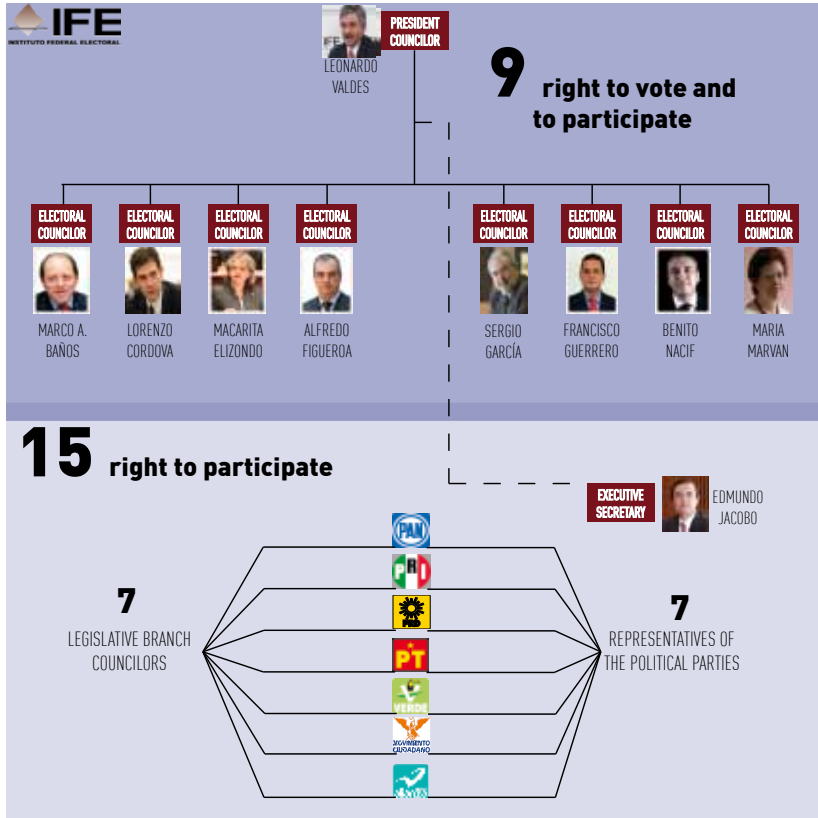 IFE
INSTITUTO FEDERAL ELECTORAL
PRESIDENT
COUNCILOR
LEONARDO
VALDES
9 right to vote and
to participate
ELECTORAL
COUNCILOR
ELECTORAL
COUNCILOR
ELECTORAL
COUNCILOR
ELECTORAL
COUNCILOR
ELECTORAL
COUNCILOR
ELECTORAL
COUNCILOR
ELECTORAL
COUNCILOR
ELECTORAL
COUNCILOR
MARCO A.
BAÑOS
LORENZO
CORDOVA
MACARITA
ELIZONDO
ALFREDO
FIGUEROA
SERGIO
GARCÍA
FRANCISCO
GUERRERO
BENITO
NACIF
MARIA
MARVAN
15 right to participate
EXECUTIVE
SECRETARY
EDMUNDO
JACOBO
PAN
PRI
PRD
PT
VERDE
MOVIMIENTO
CIUDADANO
7
LEGISLATIVE BRANCH
COUNCILORS
7
REPRESENTATIVES OF
THE POLITICAL PARTIES